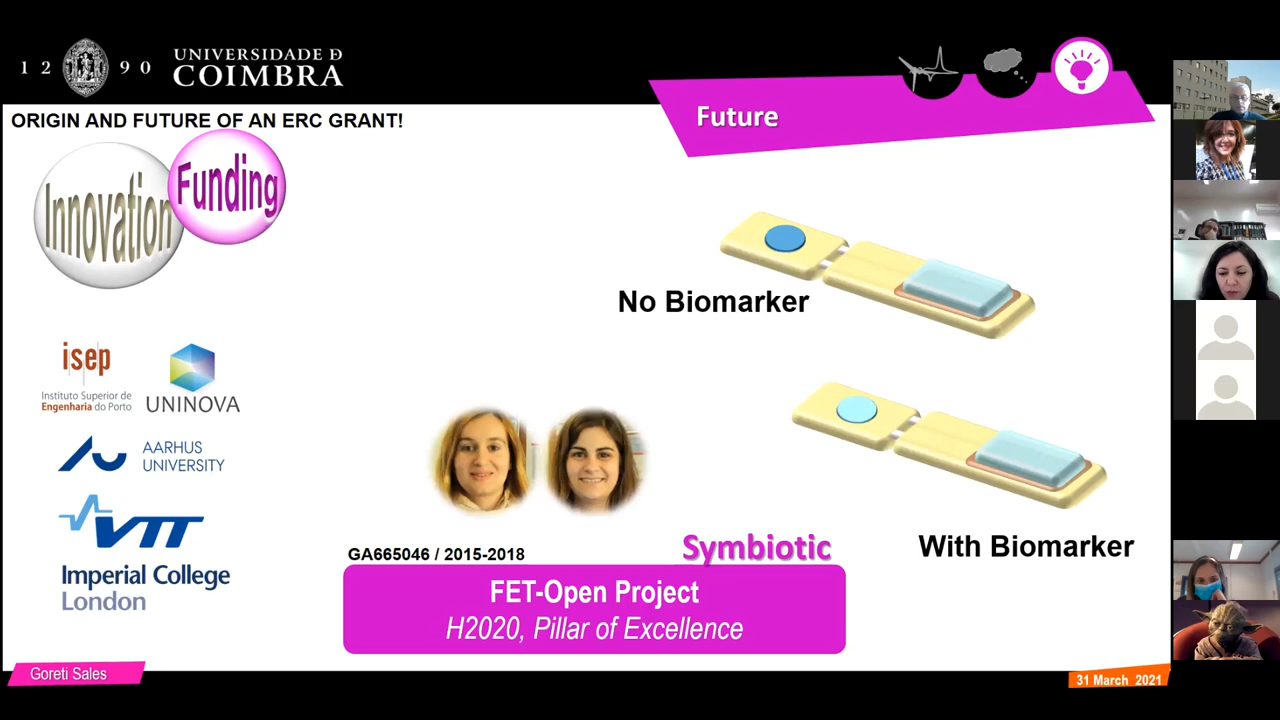 1 2 9 0
UNIVERSIDADE Ð
COIMBRA
ORIGIN AND FUTURE OF AN ERC GRANT!
Future
Innovation
Funding
No Biomarker
isep
Instituto Superior de
Engenharia do Porto
UNINOVA
AARHUS
UNIVERSITY
VTT
Imperial College
London
GA665046 / 2015-2018
Symbiotic
With Biomarker
FET-Open Project
H2020, Pillar of Excellence
Goreti Sales
31 March 2021